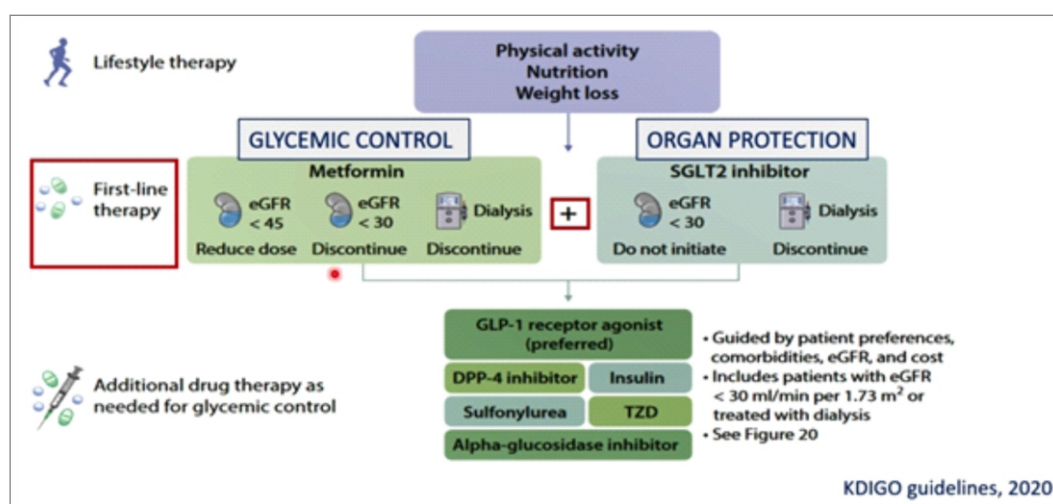 Lifestyle therapy
Physical activity
Nutrition
Weight loss
GLYCEMIC CONTROL
ORGAN PROTECTION
First-line
therapy
Metformin
eGFR
< 45
Reduce dose
eGFR
< 30
Discontinue
Dialysis
Discontinue
+
SGLT2 inhibitor
eGFR
< 30
Do not initiate
Dialysis
Discontinue
Additional drug therapy as
needed for glycemic control
GLP-1 receptor agonist
(preferred)
DPP-4 inhibitor
Insulin
Sulfonylurea
TZD
Alpha-glucosidase inhibitor
• Guided by patient preferences,
comorbidities, eGFR, and cost
• Includes patients with eGFR
< 30 ml/min per 1.73 m² or
treated with dialysis
• See Figure 20
KDIGO guidelines, 2020